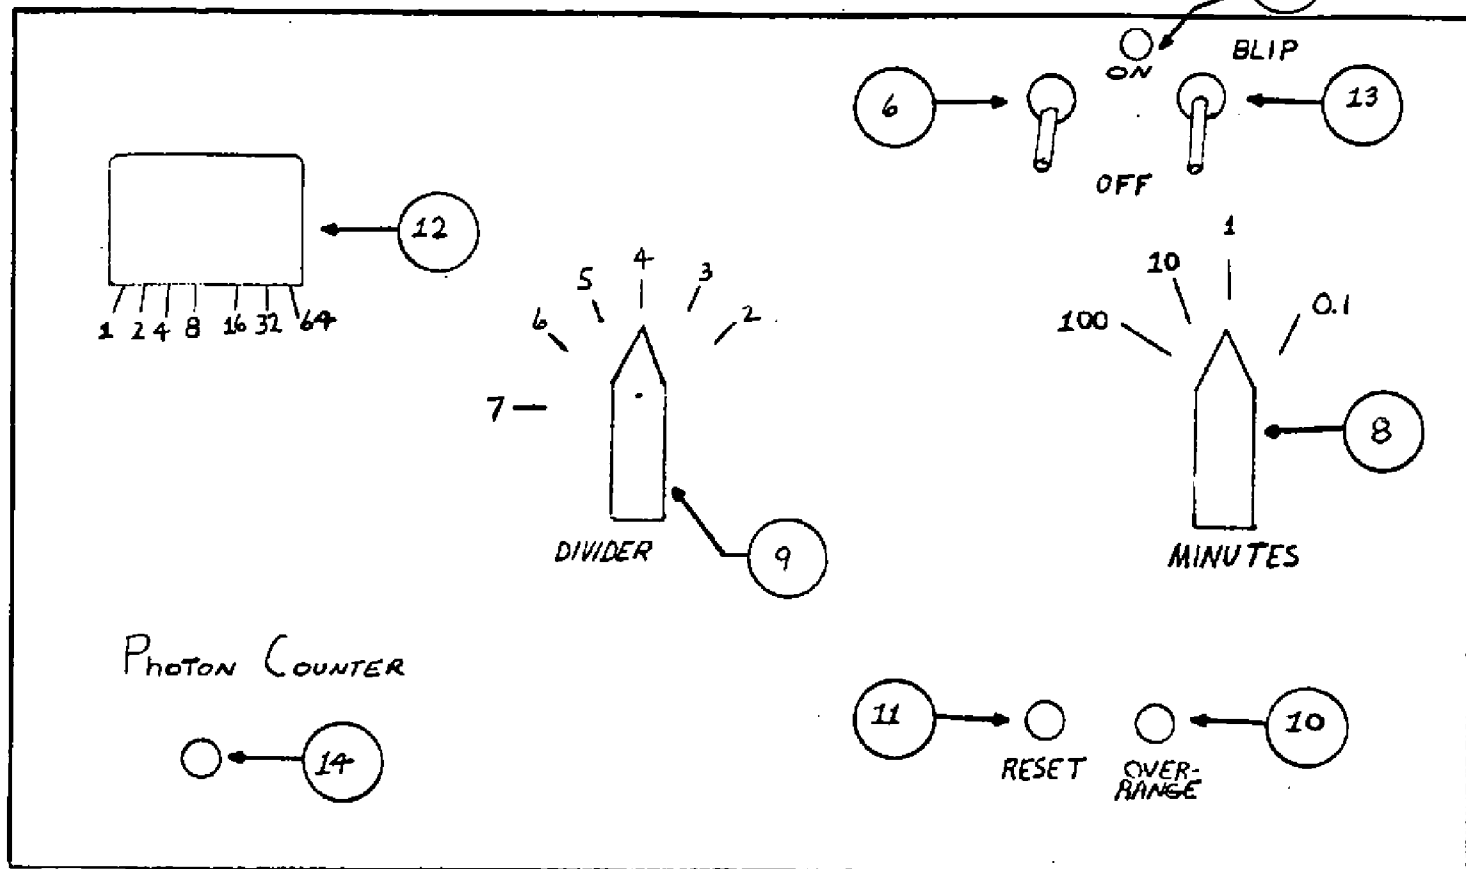 BLIP
ON
6
13
OFF
12
1 2 4 8 16 32 64
7 6 5 4 3 2
DIVIDER
9
100 10 1 0.1
8
MINUTES
Photon Counter
14
11
RESET
10
OVER-
RANGE